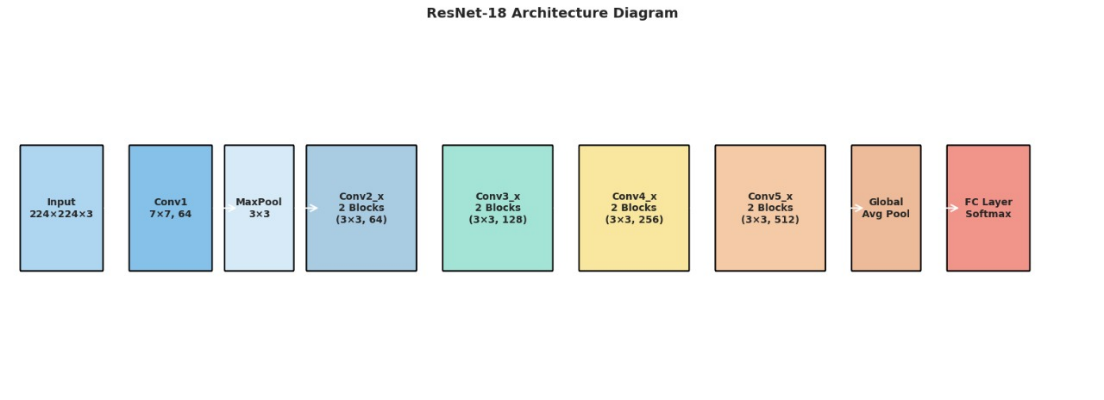 ResNet-18 Architecture Diagram
Input
224×224×3
Conv1
7×7, 64
MaxPool
3×3
Conv2_x
2 Blocks
(3×3, 64)
Conv3_x
2 Blocks
(3×3, 128)
Conv4_x
2 Blocks
(3×3, 256)
Conv5_x
2 Blocks
(3×3, 512)
Global
Avg Pool
FC Layer
Softmax